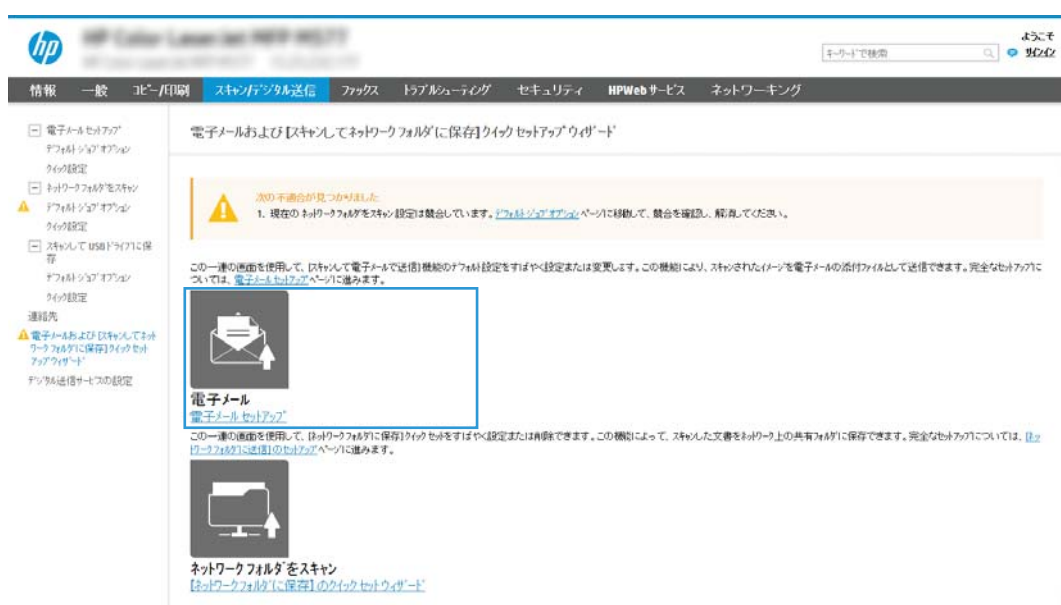 hp
ようこそ
キーワードで検索
サインイン
情報 一般 コピー/印刷 スキャン/デジタル送信 ファックス トラブルシューティング セキュリティ HPWeb サービス ネットワーキング
電子メール セットアップ
デフォルト ジョブ オプション
クイック設定
ネットワーク フォルダをスキャン
デフォルト ジョブ オプション
クイック設定
スキャンして USB ドライブに保
存
デフォルト ジョブ オプション
クイック設定
連絡先
電子メールおよび [スキャンしてネット
ワーク フォルダに保存] クイック セット
アップ ウィザード
デジタル送信サービスの設定
電子メールおよび [スキャンしてネットワーク フォルダに保存] クイック セットアップ ウィザード
次の不適合が見つかりました
1. 現在の ネットワーク フォルダをスキャン 設定は競合しています。デフォルト ジョブ オプション ページに移動して、競合を確認し、解消してください。
この一連の画面を使用して、[スキャンして電子メールで送信] 機能のデフォルト設定をすばやく設定または変更します。この機能により、スキャンされたイメージを電子メールの添付ファイルとして送信できます。完全なセットアップに
ついては、電子メール セットアップ ページに進みます。
電子メール
電子メール セットアップ
この一連の画面を使用して、[ネットワーク フォルダに保存] クイック セットをすばやく設定または削除できます。この機能によって、スキャンした文書をネットワーク上の共有フォルダに保存できます。完全なセットアップについては、[ネッ
トワーク フォルダに送信] のセットアップ ページに進みます。
ネットワーク フォルダをスキャン
[ネットワーク フォルダに保存] のクイック セット ウィザード